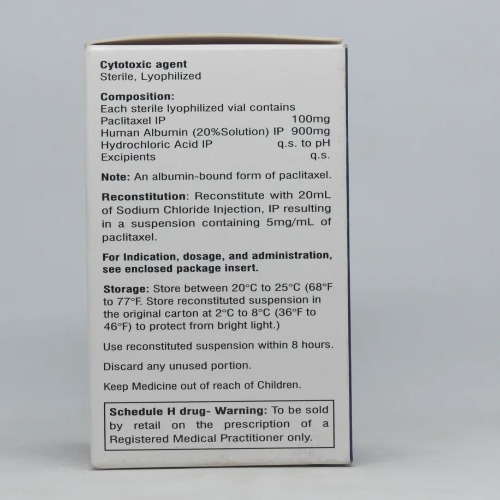 Cytotoxic agent
Sterile, Lyophilized
Composition:
Each sterile lyophilized vial contains
Paclitaxel IP 100mg
Human Albumin (20%Solution) IP 900mg
Hydrochloric Acid IP q.s. to pH
Excipients q.s.
Note: An albumin-bound form of paclitaxel.
Reconstitution: Reconstitute with 20mL
of Sodium Chloride Injection, IP resulting
in a suspension containing 5mg/mL of
paclitaxel.
For Indication, dosage, and administration,
see enclosed package insert.
Storage: Store between 20°C to 25°C (68°F
to 77°F. Store reconstituted suspension in
the original carton at 2°C to 8°C (36°F to
46°F) to protect from bright light.)
Use reconstituted suspension within 8 hours.
Discard any unused portion.
Keep Medicine out of reach of Children.
Schedule H drug- Warning: To be sold
by retail on the prescription of a
Registered Medical Practitioner only.